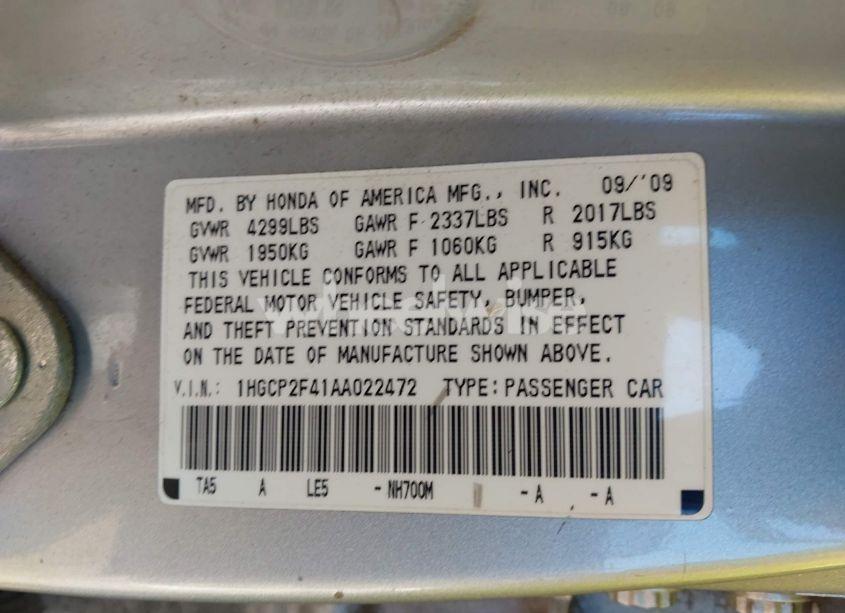 MFD. BY HONDA OF AMERICA MFG., INC. 09/'09
GVWR 4299LBS GAWR F 2337LBS R 2017LBS
GVWR 1950KG GAWR F 1060KG R 915KG
THIS VEHICLE CONFORMS TO ALL APPLICABLE
FEDERAL MOTOR VEHICLE SAFETY, BUMPER,
AND THEFT PREVENTION STANDARDS IN EFFECT
ON THE DATE OF MANUFACTURE SHOWN ABOVE.
V.I.N.: 1HGCP2F41AA022472 TYPE: PASSENGER CAR
TA5 A LE5 -NH700M -A -A